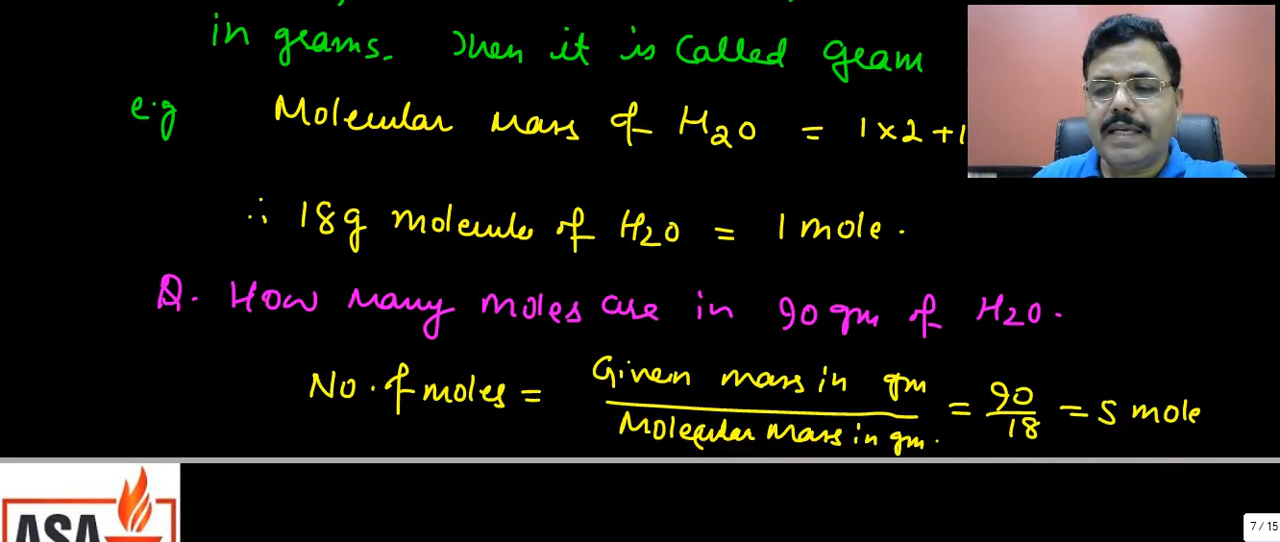 in grams. Then it is called gram
e.g Molecular mass of H2O = 1×2+1
∴ 18g molecule of H2O = 1 mole.
Q. How many moles are in 90 gm of H2O.
No. of moles = Given mass in gm / Molecular Mass in gm. = 90/18 = 5 mole
ASA
7 / 15